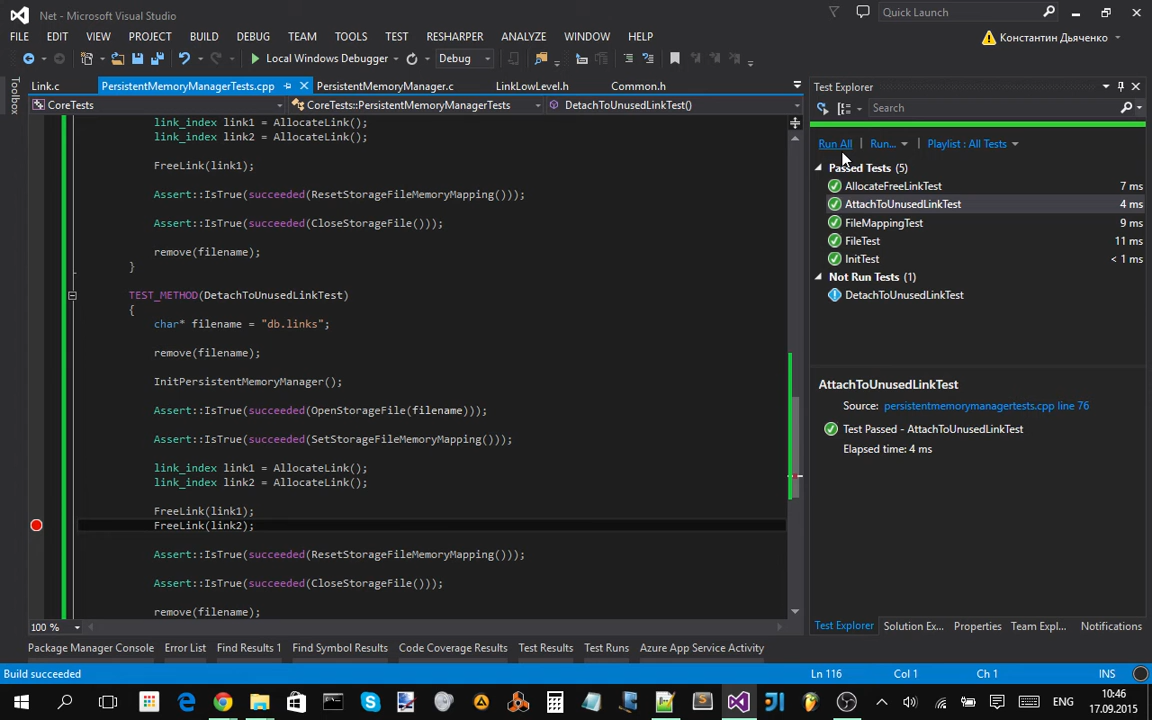 Net - Microsoft Visual Studio
Quick Launch
FILE EDIT VIEW PROJECT BUILD DEBUG TEAM TOOLS TEST RESHARPER ANALYZE WINDOW HELP
Константин Дьяченко
Local Windows Debugger Debug
Toolbox
Link.c PersistentMemoryManagerTests.cpp PersistentMemoryManager.c LinkLowLevel.h Common.h
CoreTests CoreTests::PersistentMemoryManagerTests DetachToUnusedLinkTest()
link_index link1 = AllocateLink();
link_index link2 = AllocateLink();
FreeLink(link1);
Assert::IsTrue(succeeded(ResetStorageFileMemoryMapping()));
Assert::IsTrue(succeeded(CloseStorageFile()));
remove(filename);
}
TEST_METHOD(DetachToUnusedLinkTest)
{
char* filename = "db.links";
remove(filename);
InitPersistentMemoryManager();
Assert::IsTrue(succeeded(OpenStorageFile(filename)));
Assert::IsTrue(succeeded(SetStorageFileMemoryMapping()));
link_index link1 = AllocateLink();
link_index link2 = AllocateLink();
FreeLink(link1);
FreeLink(link2);
Assert::IsTrue(succeeded(ResetStorageFileMemoryMapping()));
Assert::IsTrue(succeeded(CloseStorageFile()));
remove(filename);
100 %
Test Explorer
Search
Run All | Run... | Playlist : All Tests
Passed Tests (5)
AllocateFreeLinkTest 7 ms
AttachToUnusedLinkTest 4 ms
FileMappingTest 9 ms
FileTest 11 ms
InitTest < 1 ms
Not Run Tests (1)
DetachToUnusedLinkTest
AttachToUnusedLinkTest
Source: persistentmemorymanagertests.cpp line 76
Test Passed - AttachToUnusedLinkTest
Elapsed time: 4 ms
Test Explorer Solution Ex... Properties Team Expl... Notifications
Package Manager Console Error List Find Results 1 Find Symbol Results Code Coverage Results Test Results Test Runs Azure App Service Activity
Build succeeded Ln 116 Col 1 Ch 1 INS
ENG
10:46
17.09.2015